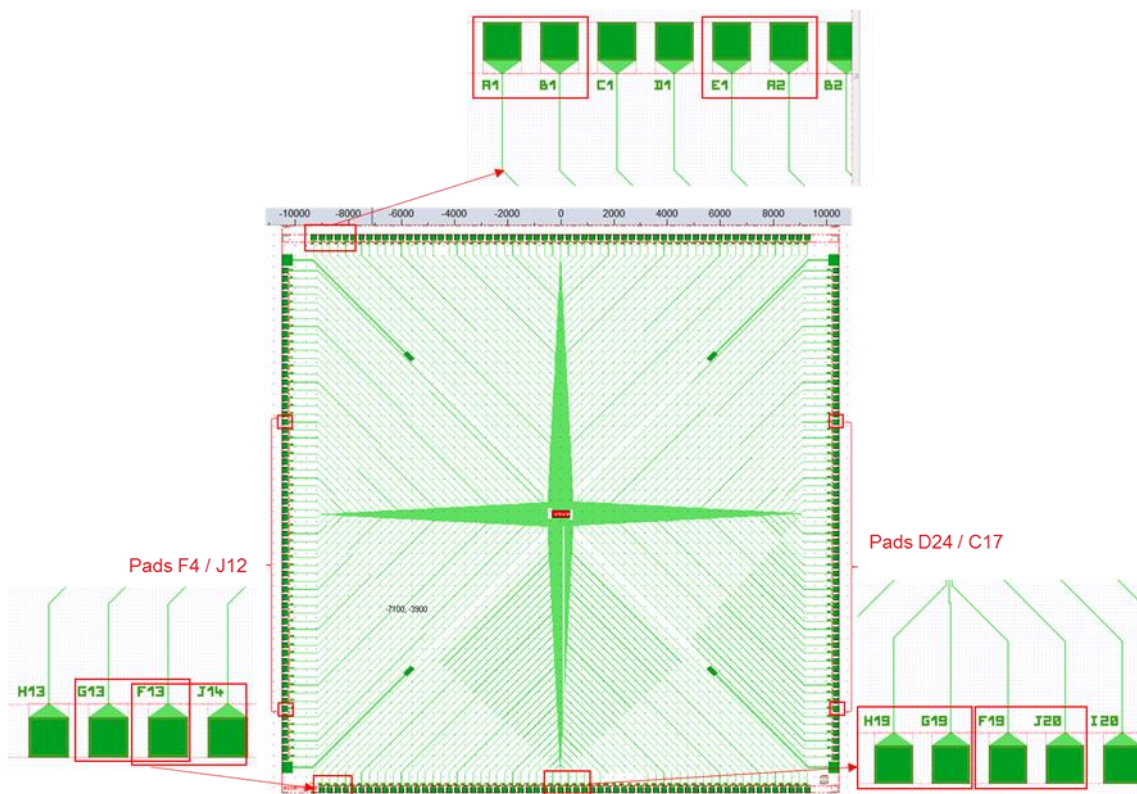 A1 B1 C1 D1 E1 A2 B2
-10000 -8000 -6000 -4000 -2000 0 2000 4000 6000 8000 10000
Pads F4 / J12
Pads D24 / C17
-7100, -3900
H13 G13 F13 J14
H19 G19 F19 J20 I20